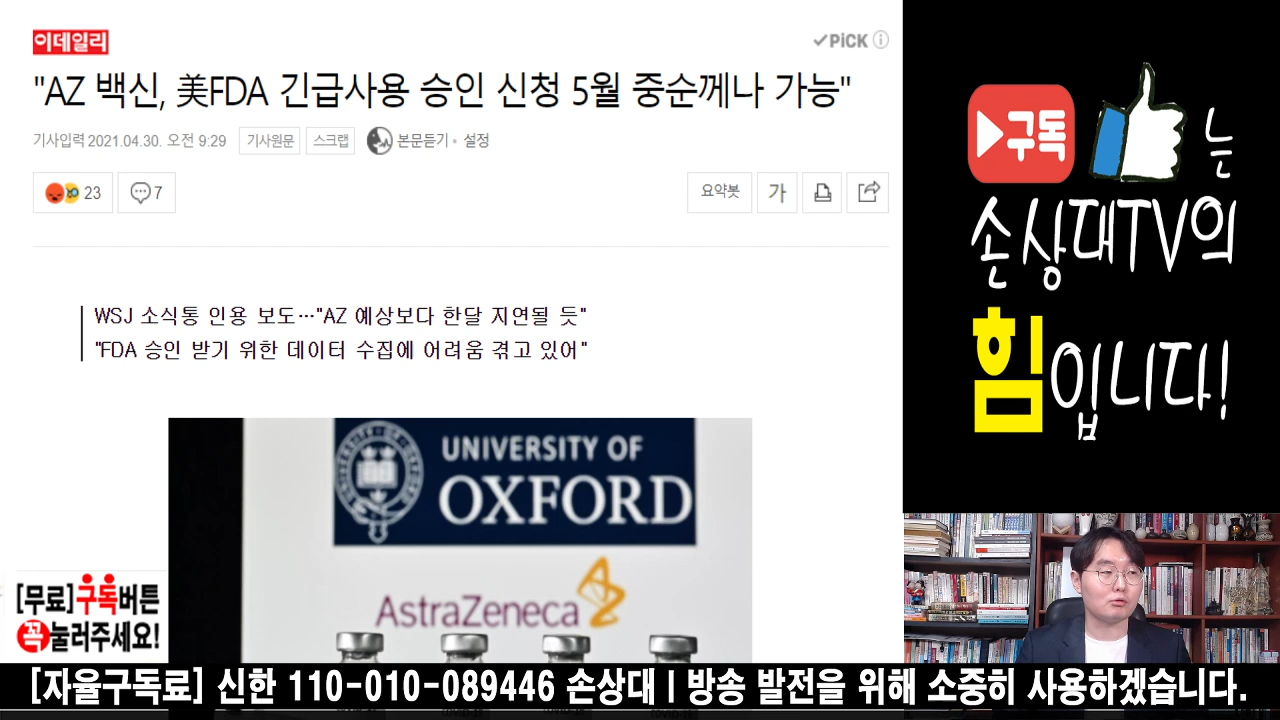 이데일리
✓PiCK
"AZ 백신, 美FDA 긴급사용 승인 신청 5월 중순께나 가능"
기사입력 2021.04.30. 오전 9:29 기사원문 스크랩 본문듣기 · 설정
23 7 요약봇 가
WSJ 소식통 인용 보도…"AZ 예상보다 한달 지연될 듯"
"FDA 승인 받기 위한 데이터 수집에 어려움 겪고 있어"
UNIVERSITY OF
OXFORD
AstraZeneca
구독 는
손상대TV의
힘입니다!
[무료]구독버튼
꼭눌러주세요!
[자율구독료] 신한 110-010-089446 손상대 | 방송 발전을 위해 소중히 사용하겠습니다.